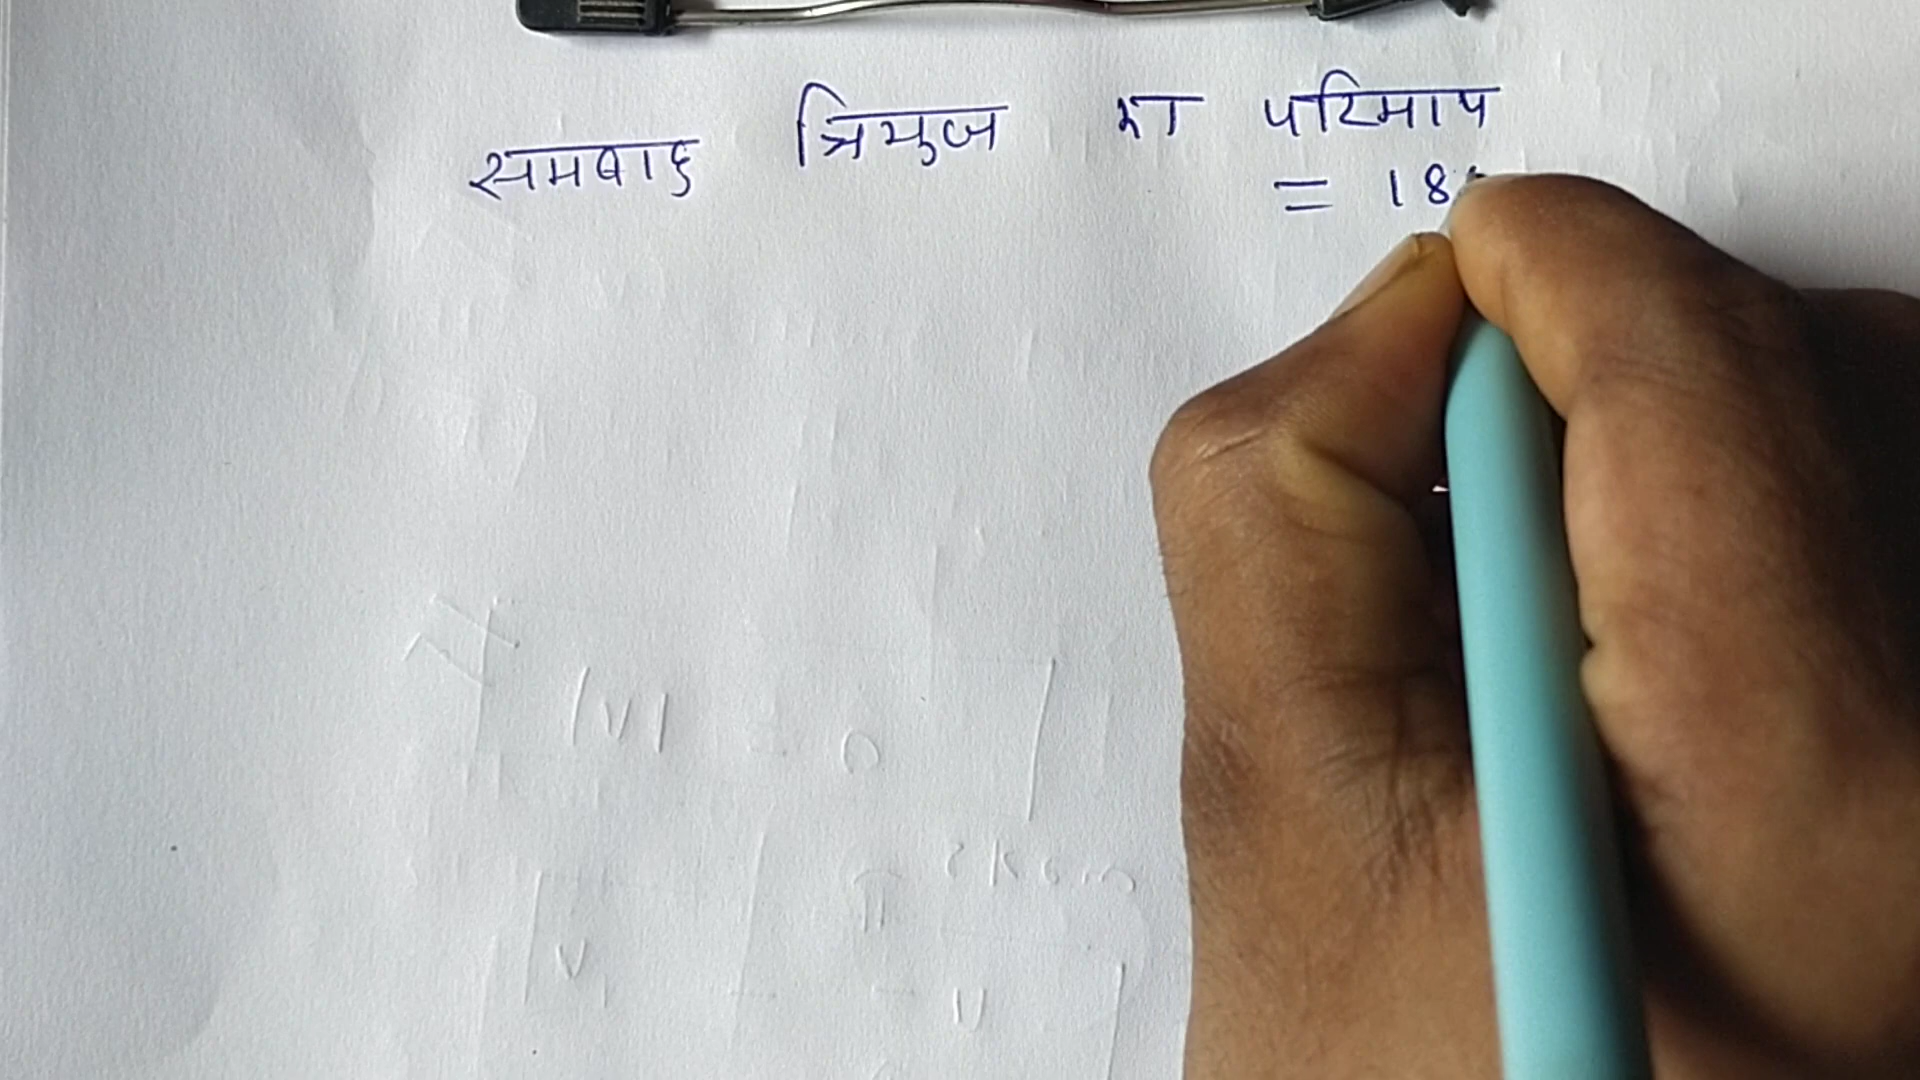 समबाहु त्रिभुज का परिमाप
= 18